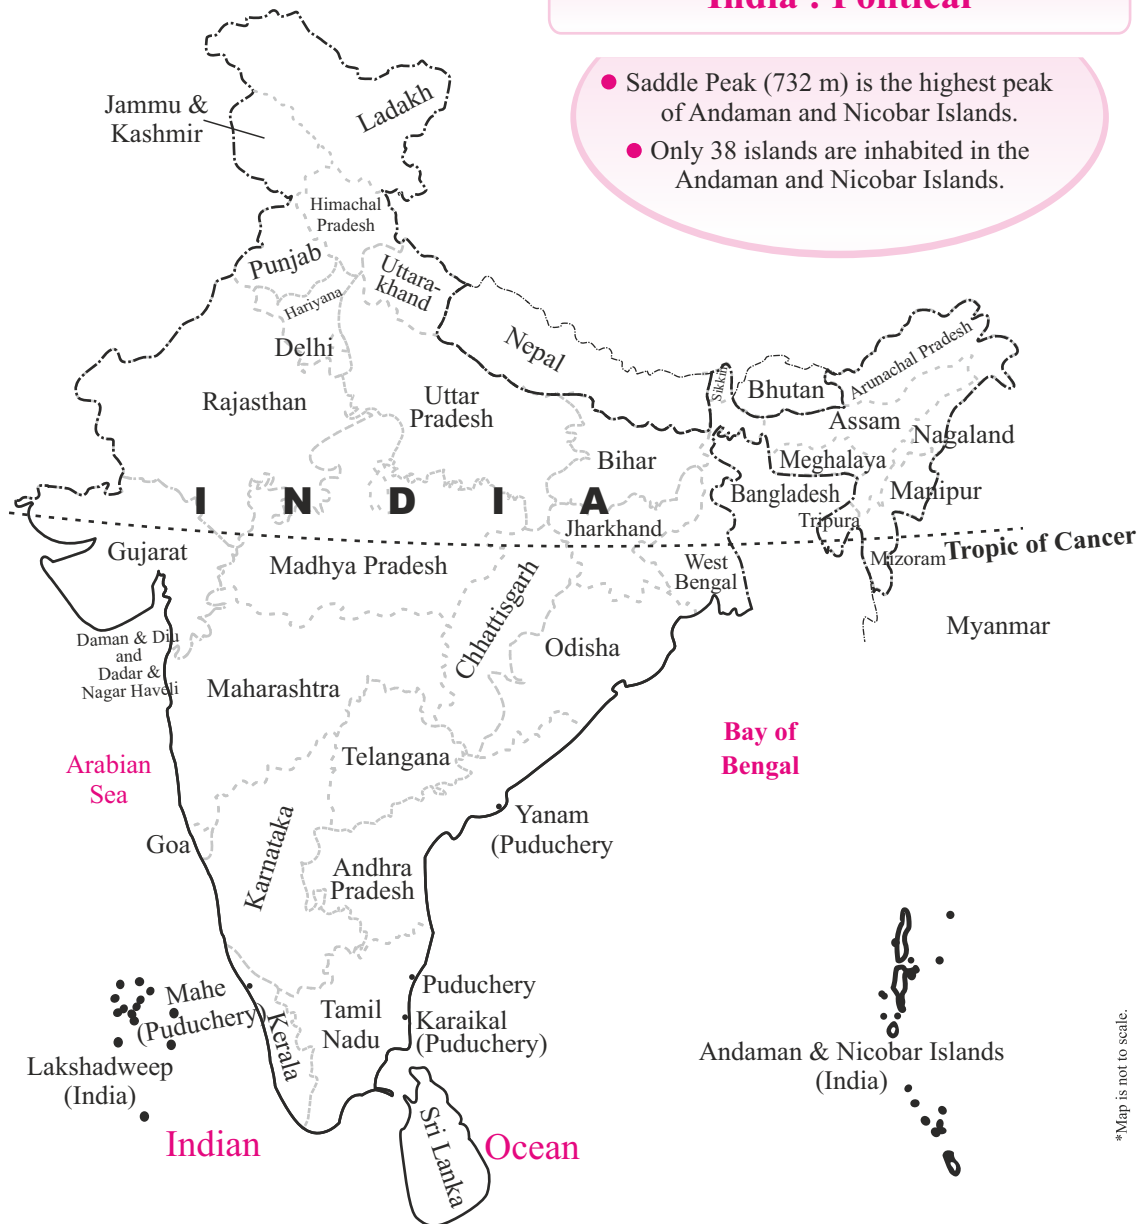 India : Political
Saddle Peak (732 m) is the highest peak
of Andaman and Nicobar Islands.
Only 38 islands are inhabited in the
Andaman and Nicobar Islands.
Jammu &
Kashmir
Ladakh
Himachal
Pradesh
Punjab
Uttara-
khand
Hariyana
Delhi
Nepal
Rajasthan
Uttar
Pradesh
Sikkim
Bhutan
Arunachal Pradesh
Assam
Nagaland
Bihar
Meghalaya
Bangladesh
Manipur
I N D I A
Jharkhand
Tripura
Gujarat
Madhya Pradesh
West
Bengal
Mizoram
Tropic of Cancer
Chhattisgarh
Myanmar
Daman & Diu
and
Dadar &
Nagar Haveli
Maharashtra
Odisha
Arabian
Sea
Telangana
Bay of
Bengal
Yanam
(Puduchery
Goa
Karnataka
Andhra
Pradesh
Mahe
(Puduchery)
Puduchery
Tamil
Nadu
Karaikal
(Puduchery)
Kerala
Lakshadweep
(India)
Andaman & Nicobar Islands
(India)
Sri Lanka
Indian Ocean
*Map is not to scale.